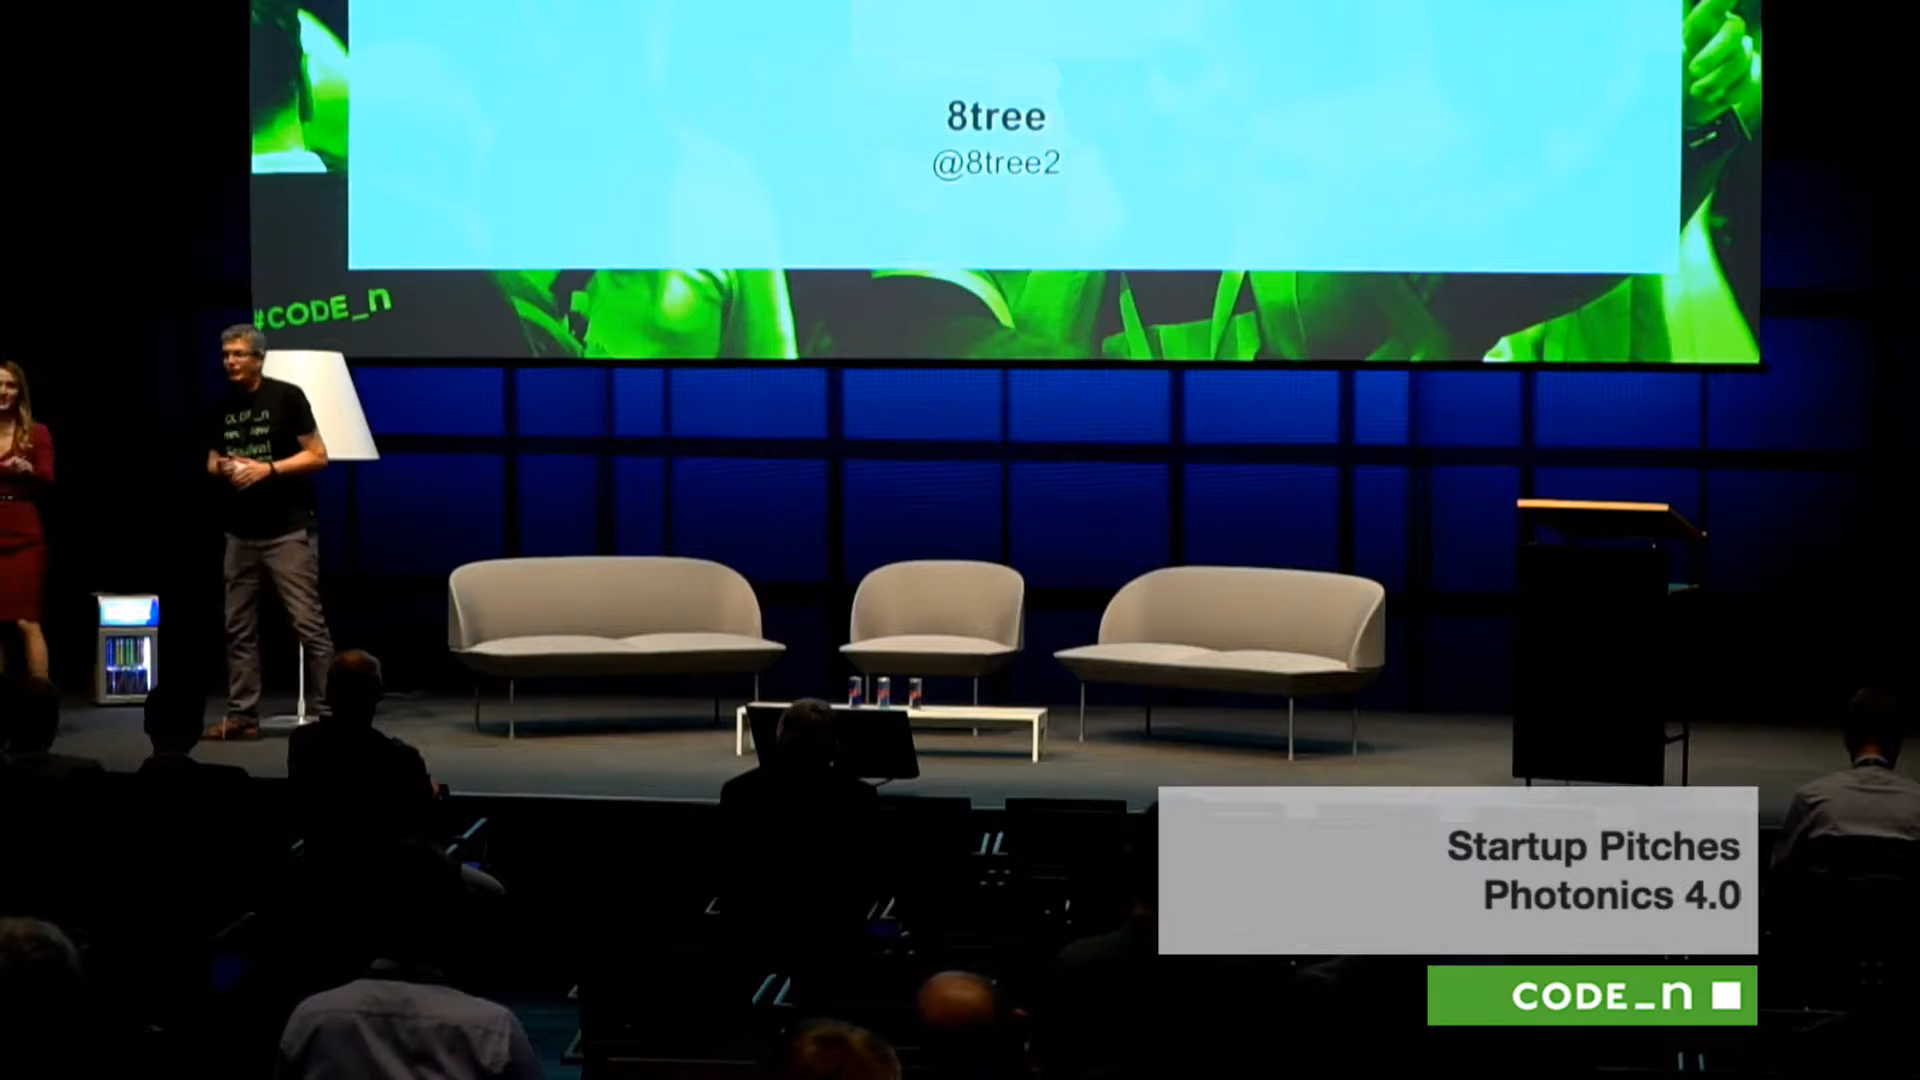 8tree
@8tree2
#CODE_n
Startup Pitches
Photonics 4.0
CODE_n